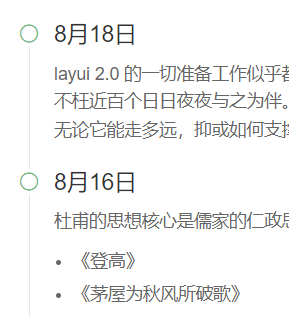 8月18日
layui 2.0 的一切准备工作似乎
不枉近百个日日夜夜与之为伴。
无论它能走多远，抑或如何支
8月16日
杜甫的思想核心是儒家的仁政思
《登高》
《茅屋为秋风所破歌》